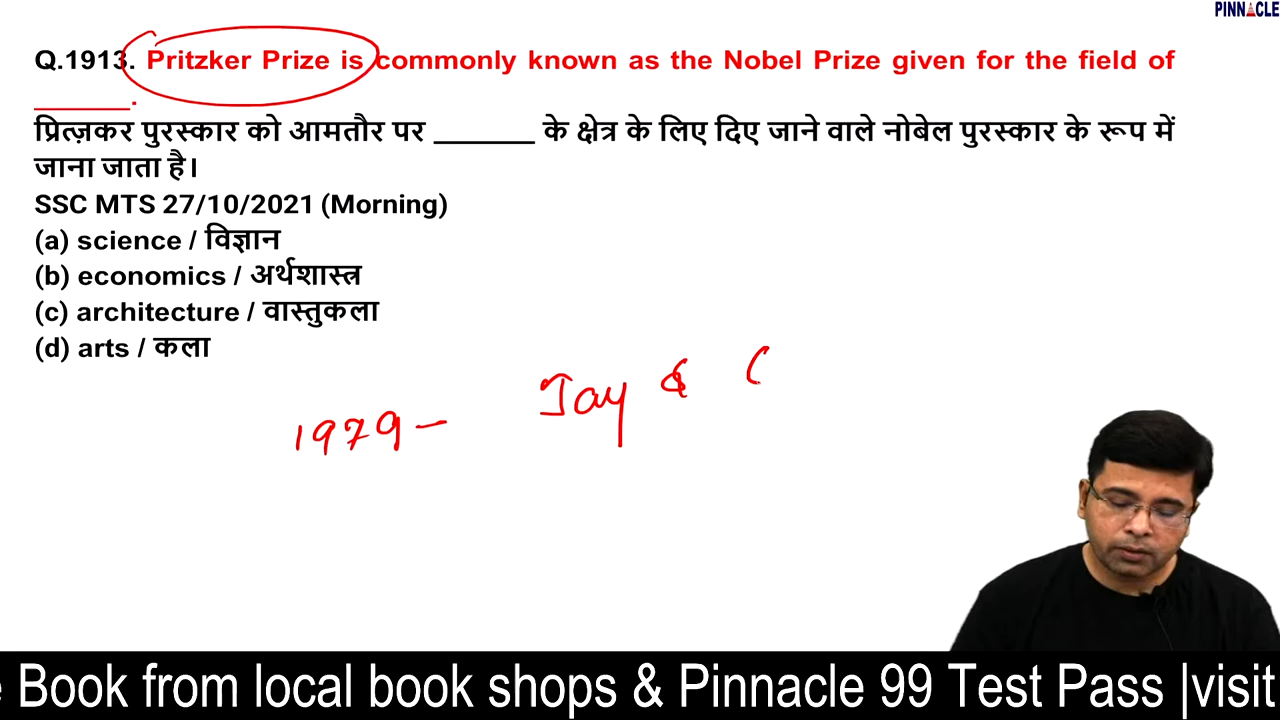 PINNACLE
Q.1913. Pritzker Prize is commonly known as the Nobel Prize given for the field of
_______.
प्रित्ज़कर पुरस्कार को आमतौर पर _______ के क्षेत्र के लिए दिए जाने वाले नोबेल पुरस्कार के रूप में
जाना जाता है।
SSC MTS 27/10/2021 (Morning)
(a) science / विज्ञान
(b) economics / अर्थशास्त्र
(c) architecture / वास्तुकला
(d) arts / कला
1979 - Jay & C
Book from local book shops & Pinnacle 99 Test Pass |visit